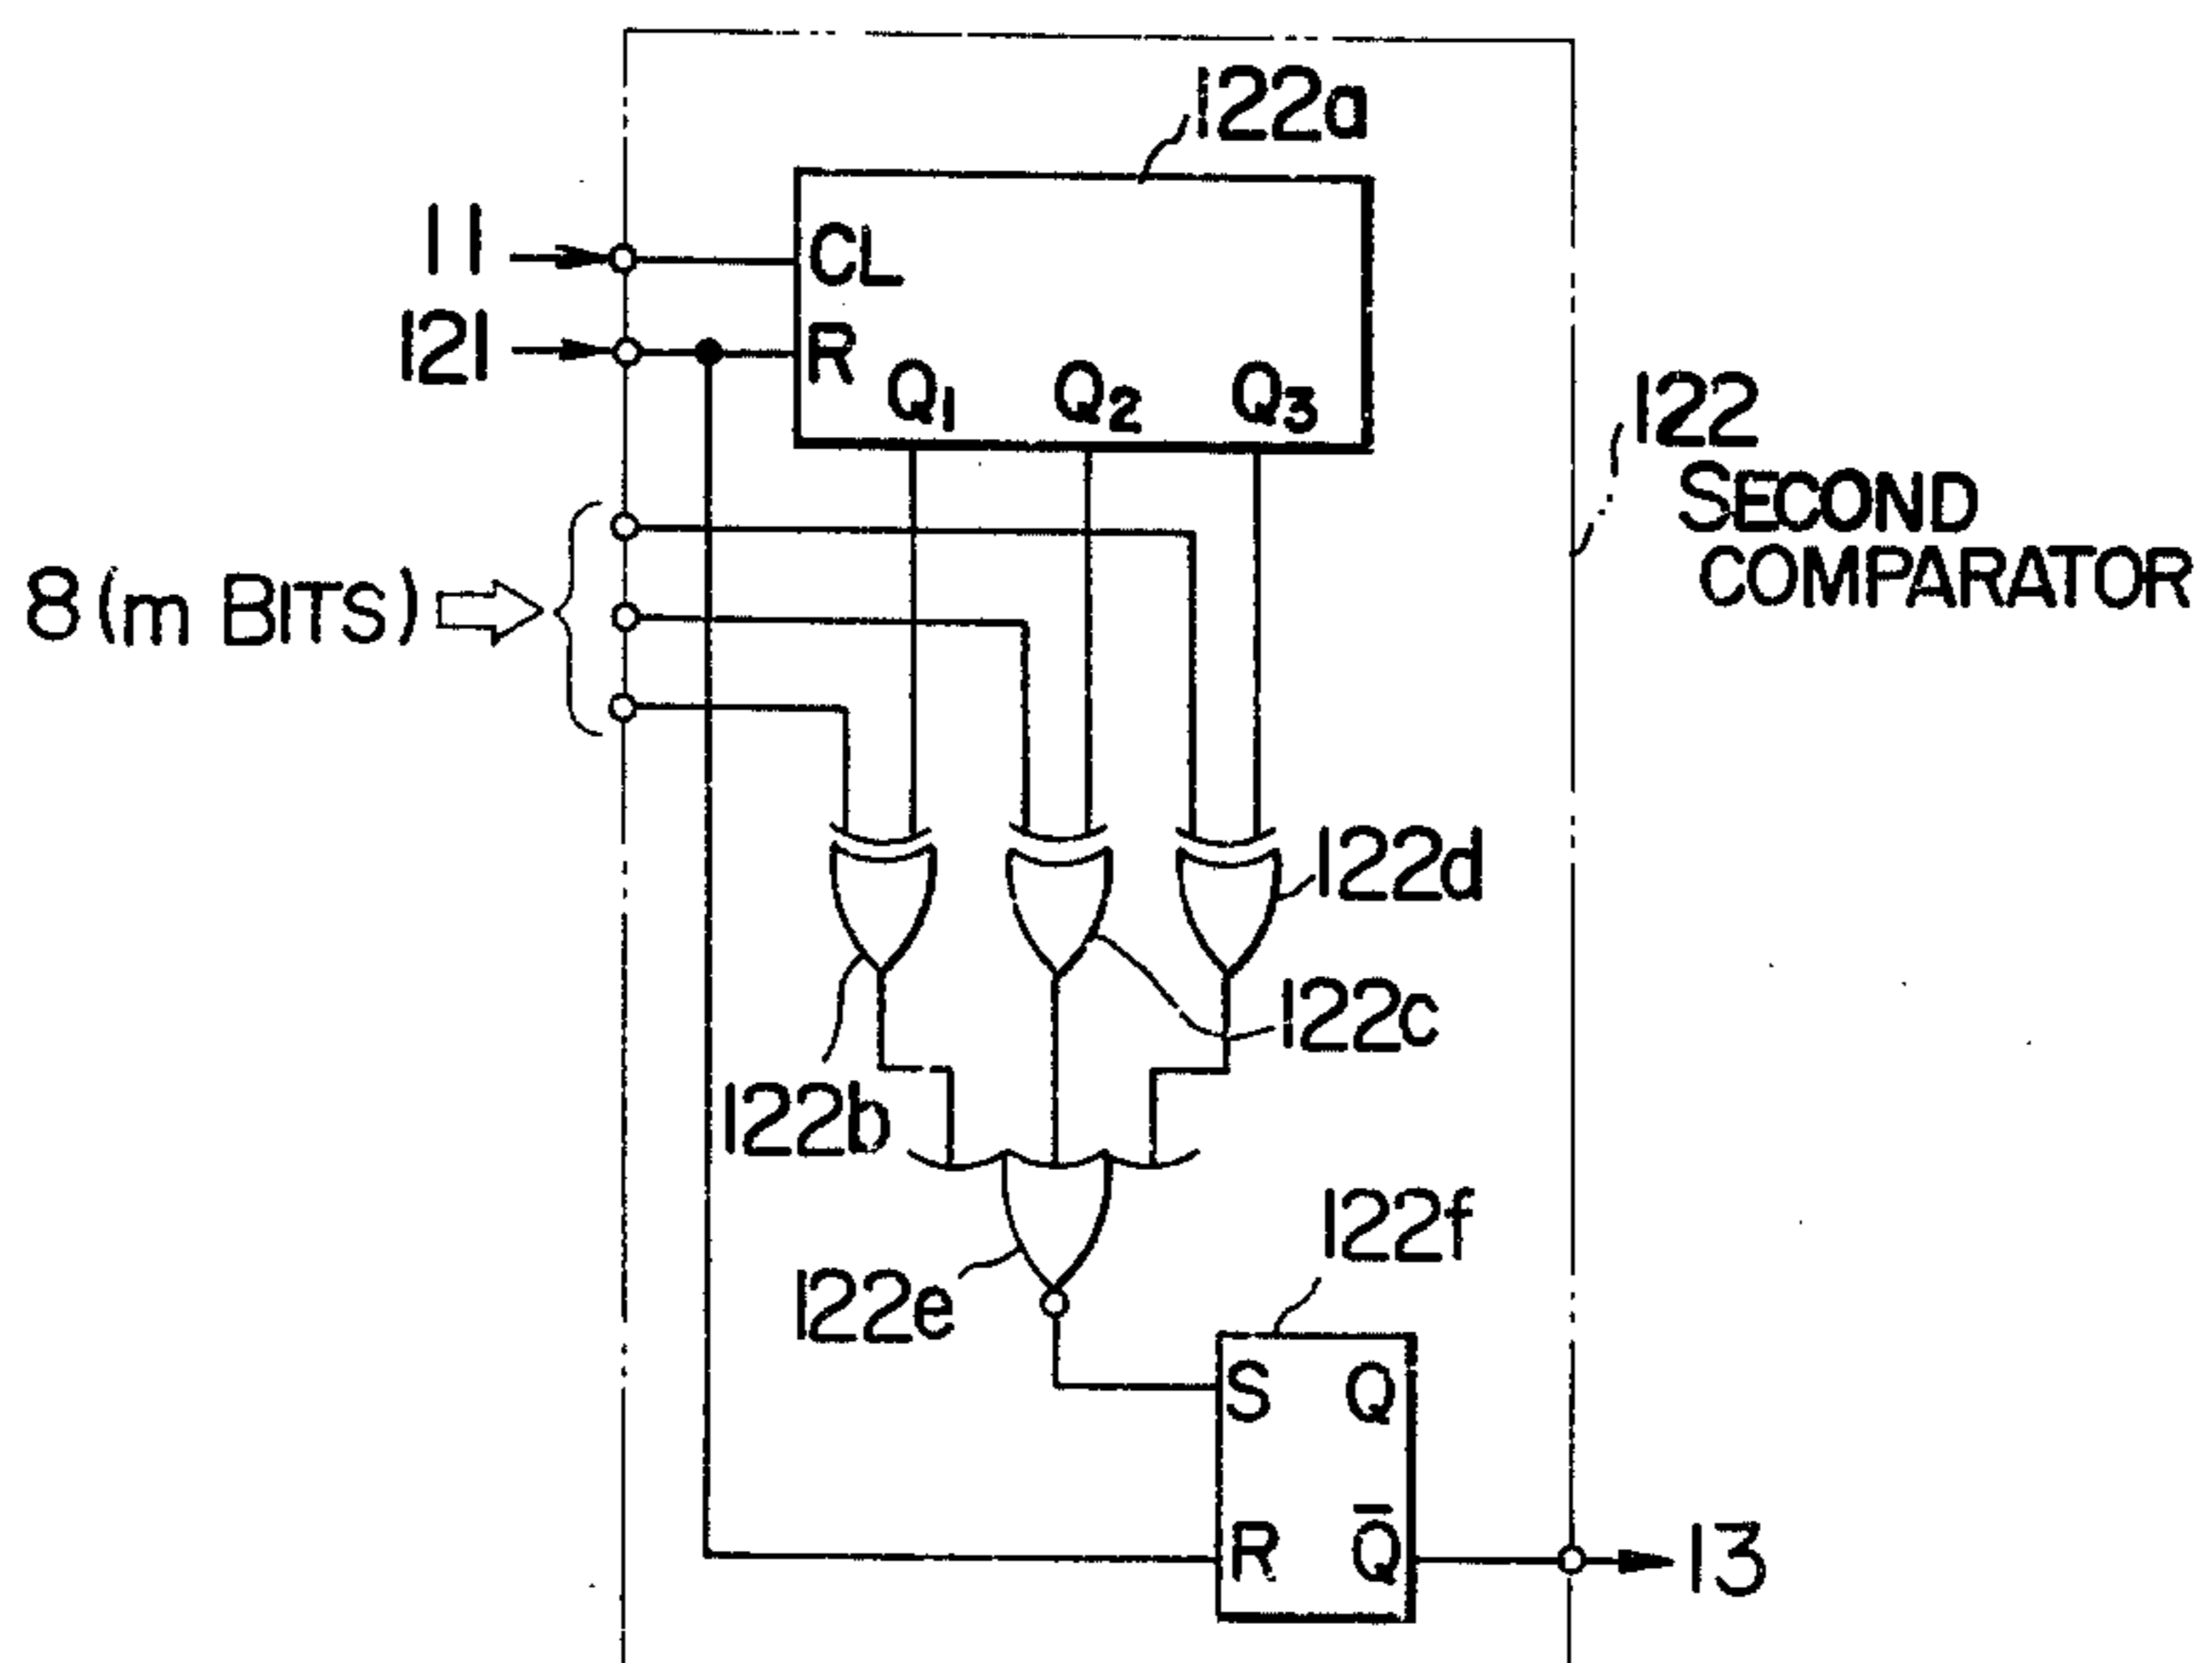 122a
11
CL
121
R
Q1 Q2 Q3
122
SECOND
COMPARATOR
8 (m BITS)
122d
122c
122b
122f
122e
S Q
R Q̅
13